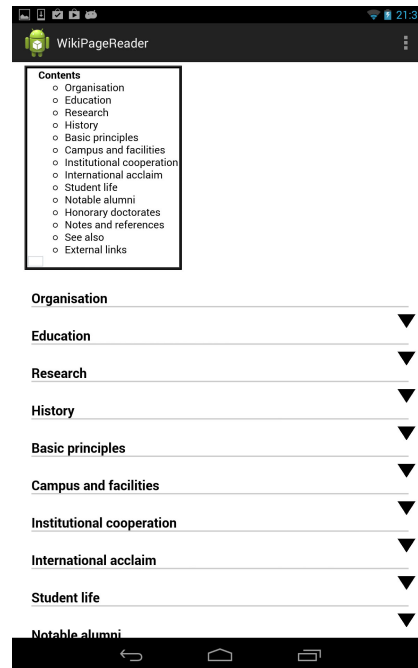 21:3
WikiPageReader
Contents
Organisation
Education
Research
History
Basic principles
Campus and facilities
Institutional cooperation
International acclaim
Student life
Notable alumni
Honorary doctorates
Notes and references
See also
External links
Organisation
Education
Research
History
Basic principles
Campus and facilities
Institutional cooperation
International acclaim
Student life
Notable alumni